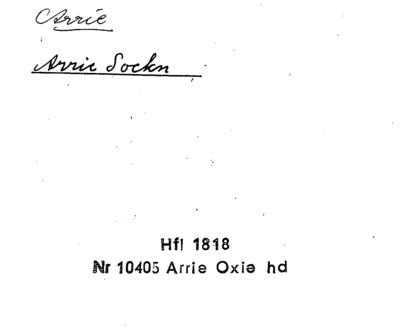 Arrie
Arrie Sockn
Hfl 1818
Nr 10405 Arrie Oxie hd